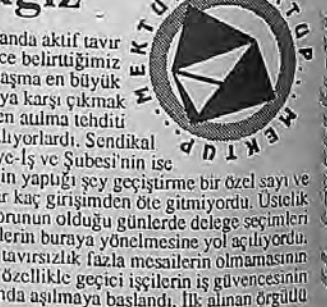 anda aktif tavır
ce belirttiğimiz
aşma en büyük
ya karşı çıkmak
en atılma tehditi
lıyorlardı. Sendikal
ye-İş ve Şubesi'nin ise
in yaptığı şey geçiştirme bir özel sayı ve
r kaç girişimden öte gitmiyordu. Üstelik
orunun olduğu günlerde delege seçimleri
lerin buraya yönelmesine yol açılıyordu.
tavırsızlık fazla mesailerin olmamasının
özellikle geçici işçilerin iş güvencesinin
nda aşılmaya başlandı. İlk alınan örgütlü
MEKTUP...MEKTUP...